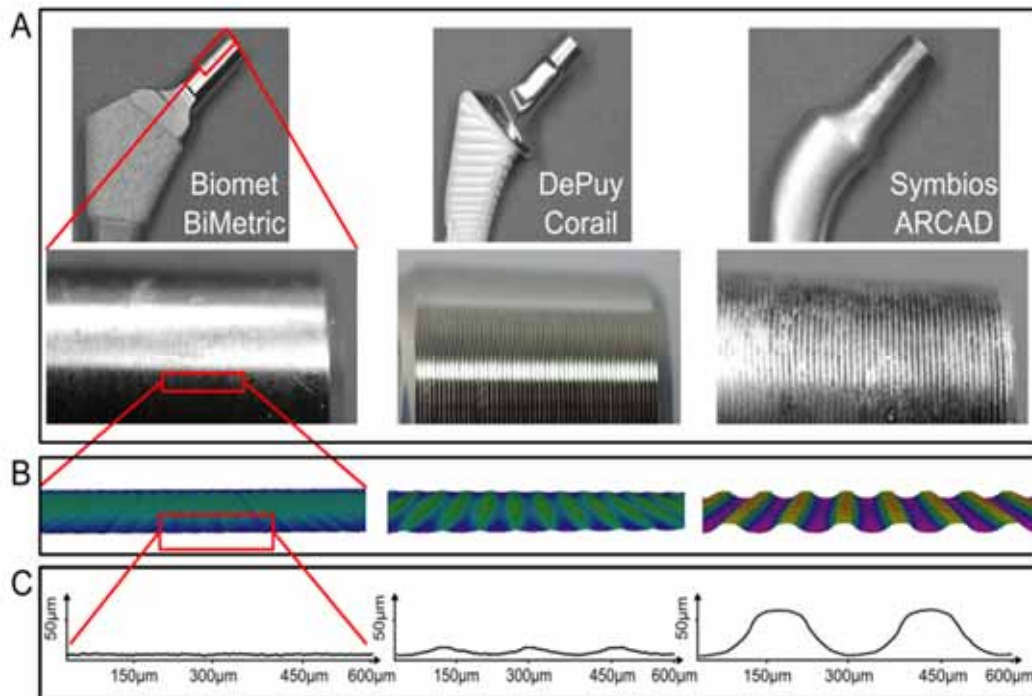 A
Biomet
BiMetric
DePuy
Corail
Symbios
ARCAD
B
C
50µm
150µm
300µm
450µm
600µm
50µm
150µm
300µm
450µm
600µm
50µm
150µm
300µm
450µm
600µm